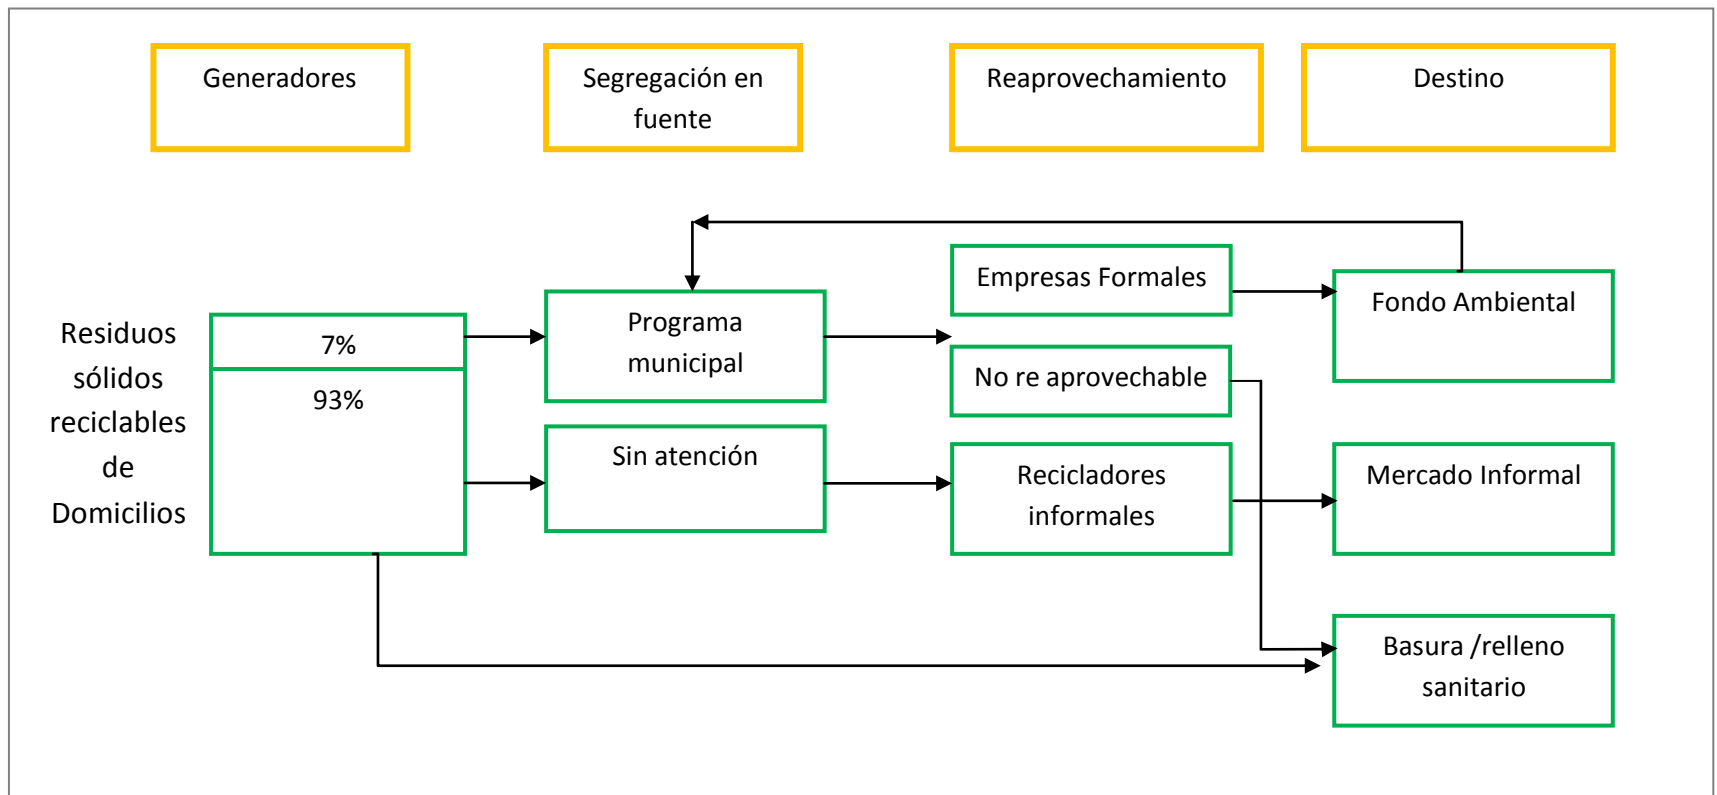 Generadores
Segregación en
fuente
Reaprovechamiento
Destino
Residuos
sólidos
reciclables
de
Domicilios
7%
93%
Programa
municipal
Sin atención
Empresas Formales
No re aprovechable
Recicladores
informales
Fondo Ambiental
Mercado Informal
Basura /relleno
sanitario